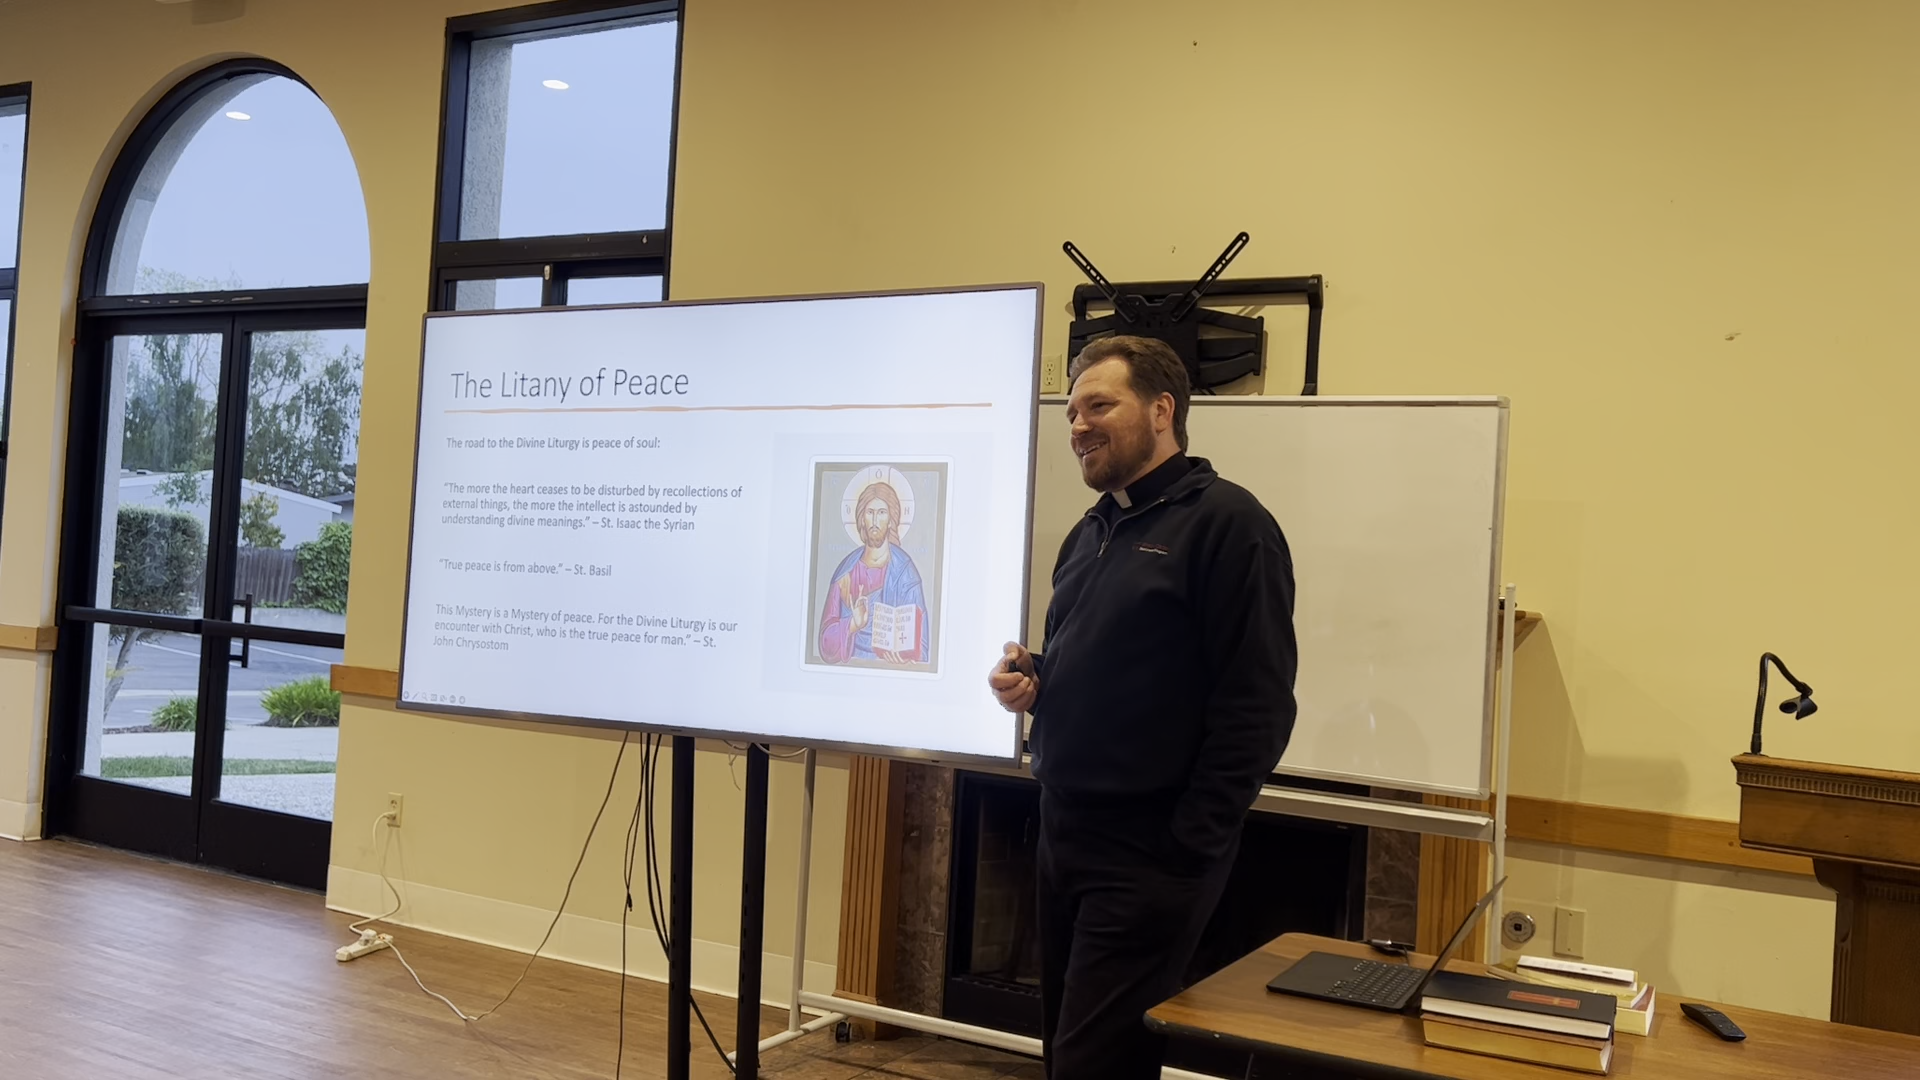 The Litany of Peace
The road to the Divine Liturgy is peace of soul:
“The more the heart ceases to be disturbed by recollections of
external things, the more the intellect is astounded by
understanding divine meanings.” – St. Isaac the Syrian
“True peace is from above.” – St. Basil
This Mystery is a Mystery of peace. For the Divine Liturgy is our
encounter with Christ, who is the true peace for man.” – St.
John Chrysostom